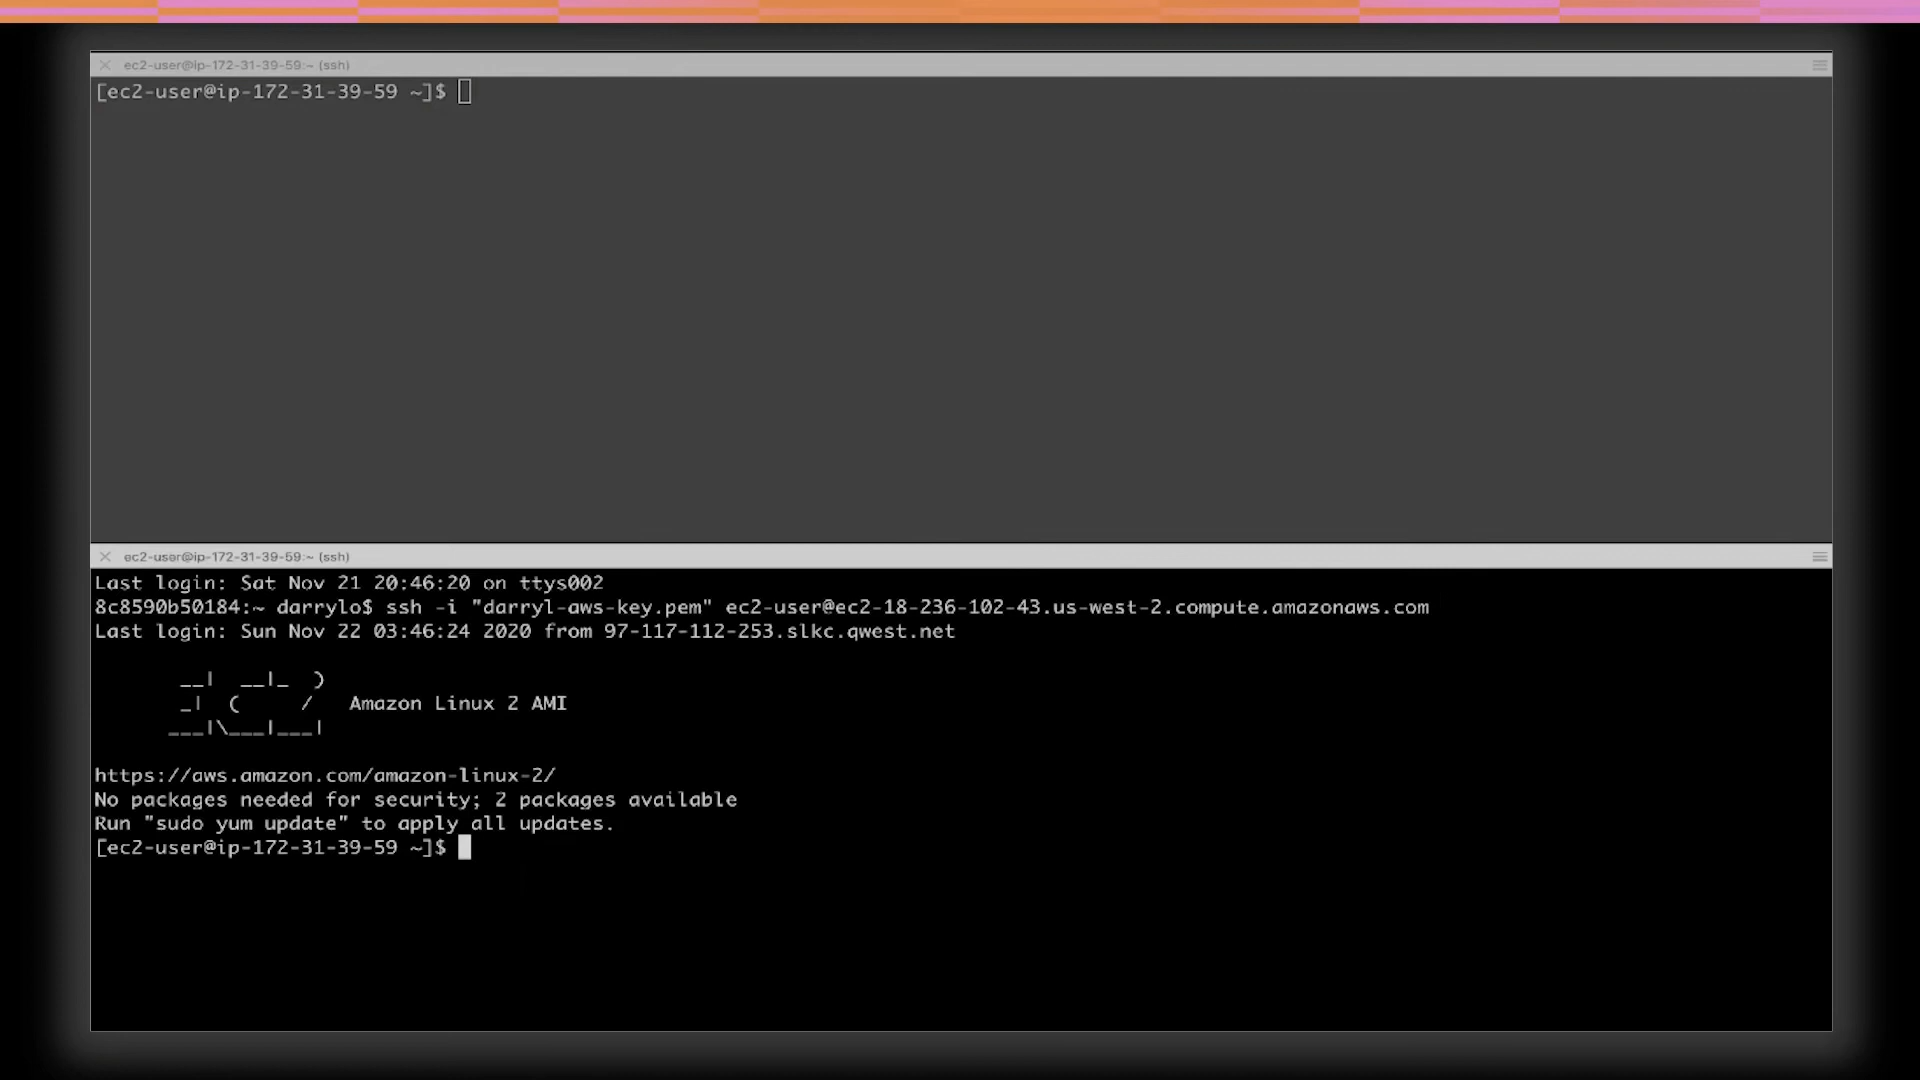 ec2-user@ip-172-31-39-59:~ (ssh)
[ec2-user@ip-172-31-39-59 ~]$
ec2-user@ip-172-31-39-59:~ (ssh)
Last login: Sat Nov 21 20:46:20 on ttys002
8c8590b50184:~ darrylo$ ssh -i "darryl-aws-key.pem" ec2-user@ec2-18-236-102-43.us-west-2.compute.amazonaws.com
Last login: Sun Nov 22 03:46:24 2020 from 97-117-112-253.slkc.qwest.net
       __|  __|_  )
       _|  (     /   Amazon Linux 2 AMI
      ___|\___|___|
https://aws.amazon.com/amazon-linux-2/
No packages needed for security; 2 packages available
Run "sudo yum update" to apply all updates.
[ec2-user@ip-172-31-39-59 ~]$